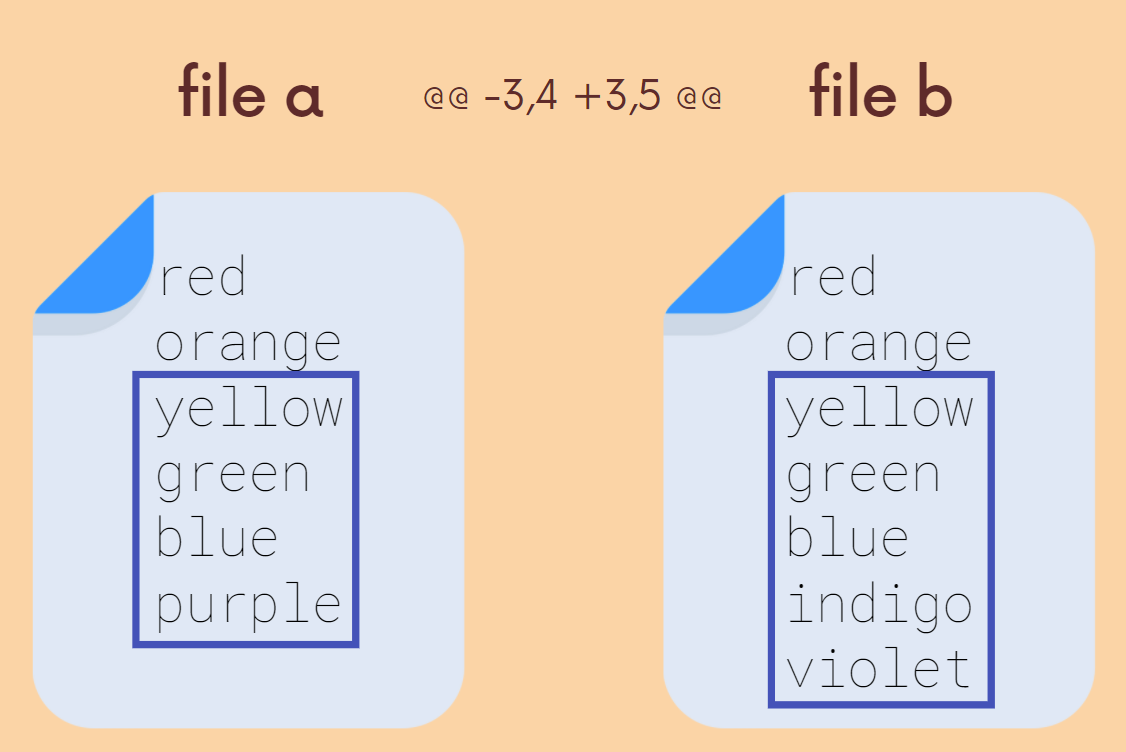 file a @@ -3,4 +3,5 @@ file b
red
orange
yellow
green
blue
purple
red
orange
yellow
green
blue
indigo
violet